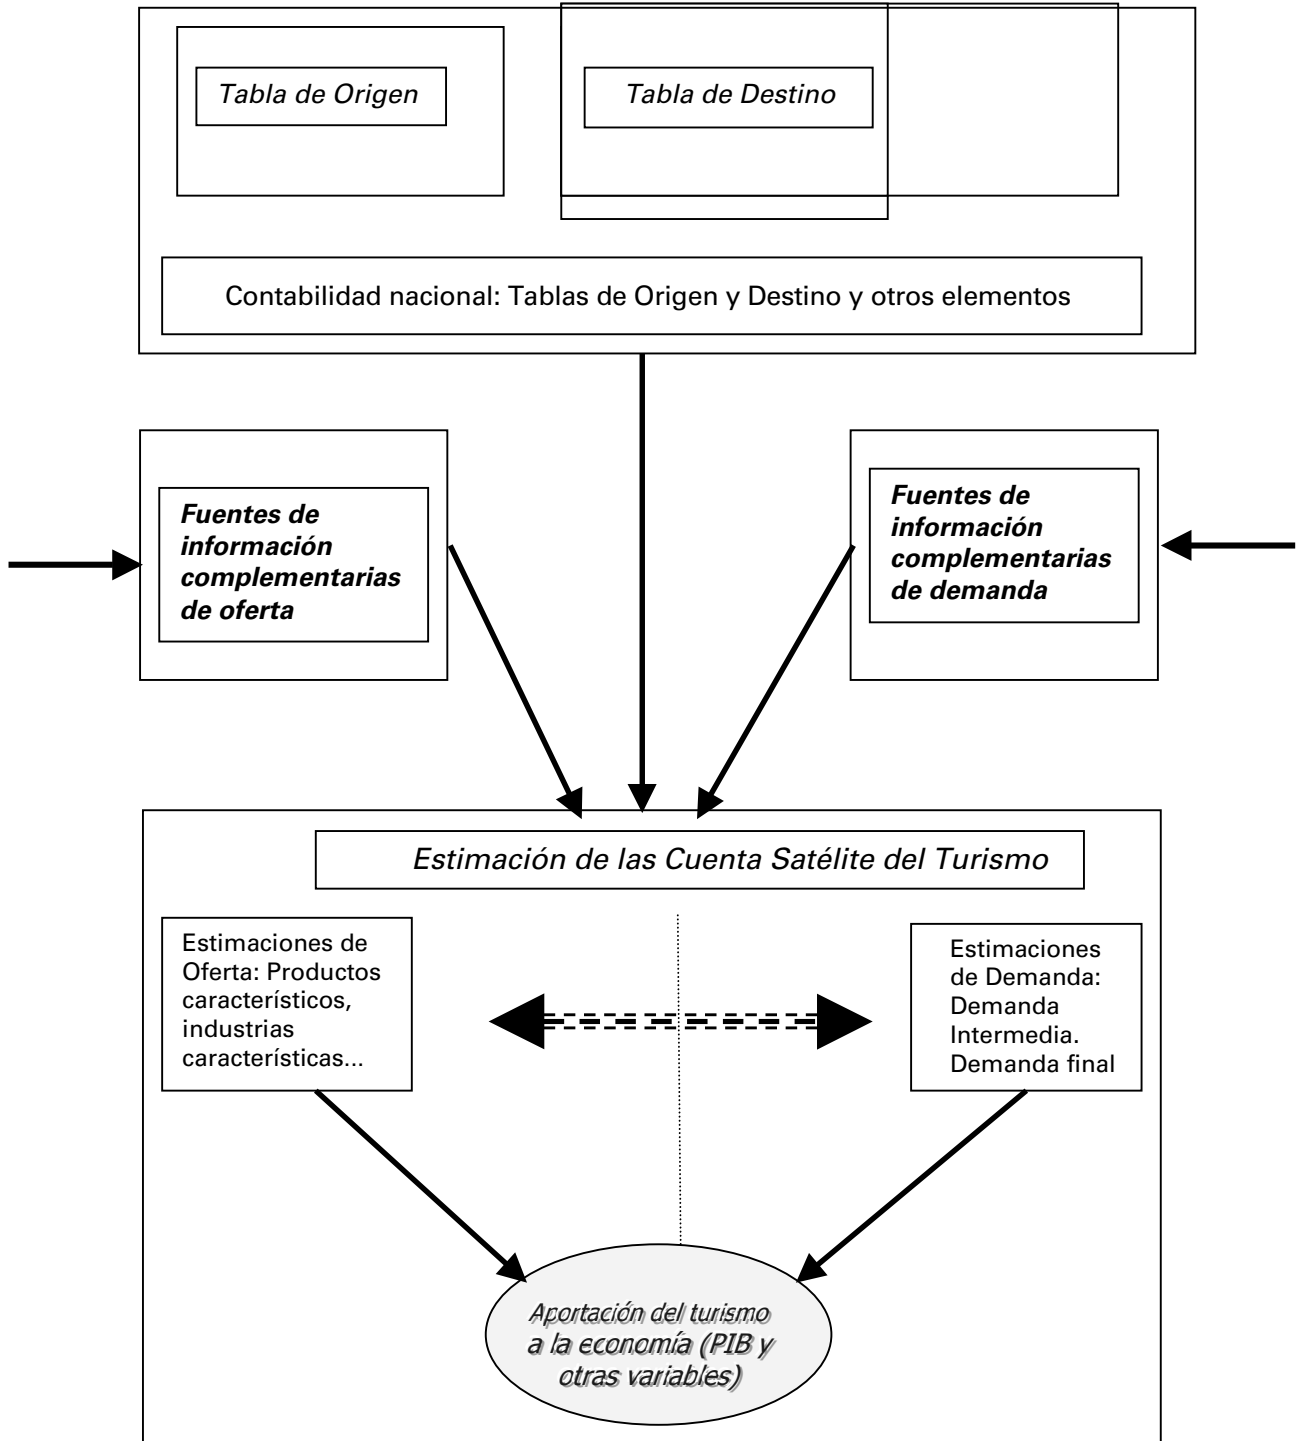 Tabla de Origen
Tabla de Destino
Contabilidad nacional: Tablas de Origen y Destino y otros elementos
Fuentes de
información
complementarias
de oferta
Fuentes de
información
complementarias
de demanda
Estimación de las Cuenta Satélite del Turismo
Estimaciones de
Oferta: Productos
característicos,
industrias
características...
Estimaciones
de Demanda:
Demanda
Intermedia.
Demanda final
Aportación del turismo
a la economía (PIB y
otras variables)